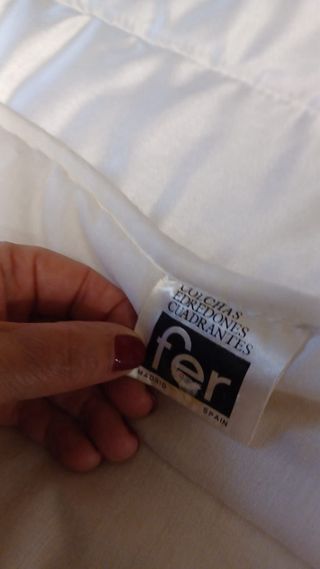 COLCHAS
EDREDONES
CUADRANTES
fer
MADRID SPAIN